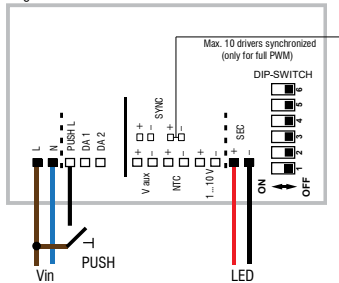 Max. 10 drivers synchronized
(only for full PWM)
DIP-SWITCH
SYNC
+ − + −
6
5
4
3
2
1
ON OFF
L N PUSH L DA 1 DA 2
+ − + − + − + −
V aux NTC 1...10 V SEC
PUSH
Vin LED